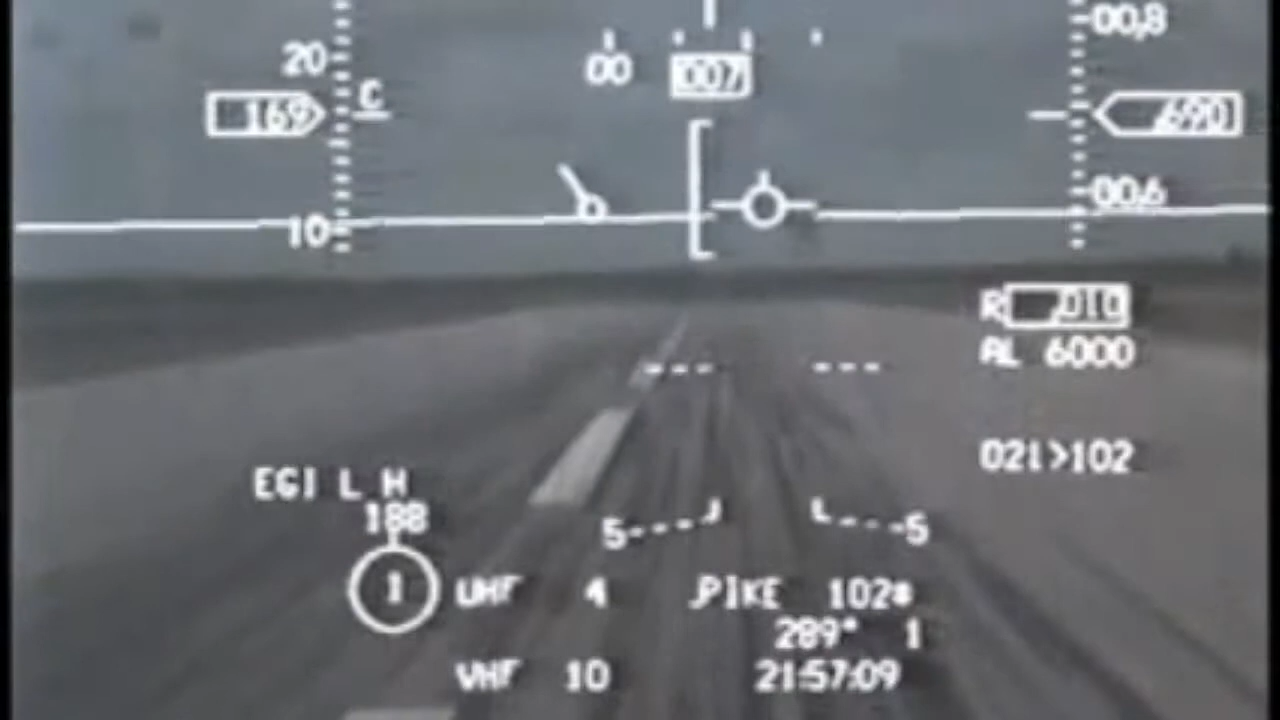 00,8
20
00 007
C
169 ,690
00,6
10
R ,010
AL 6000
021>102
EGI L H
188
5 5
1 UHF 4 PIKE 102
289° 1
VHF 10 21:57:09